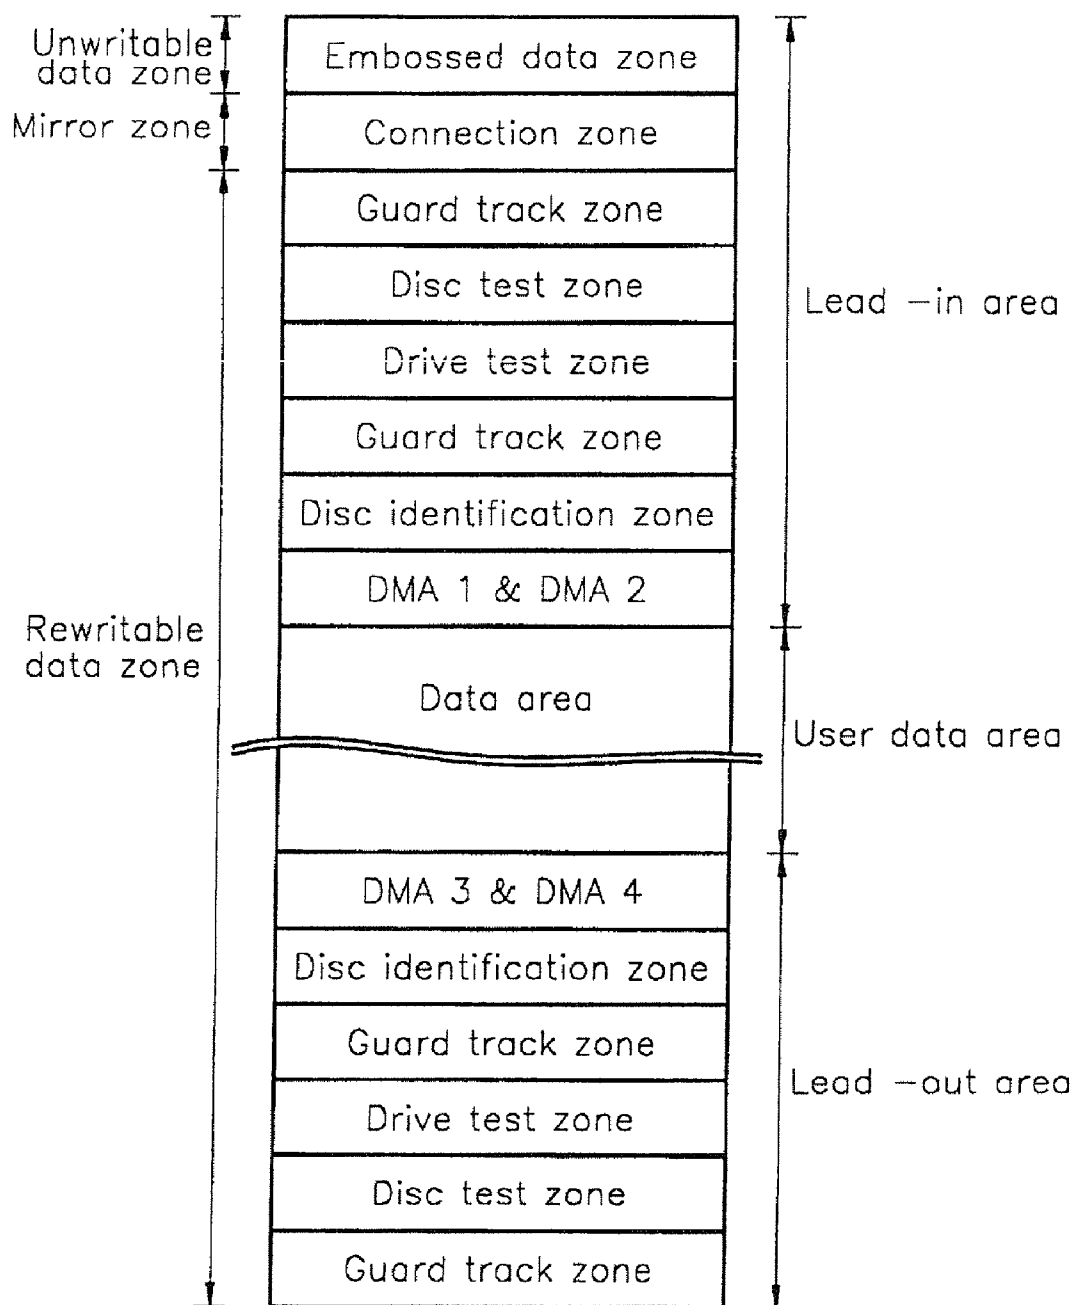 Unwritable
data zone
Embossed data zone
Mirror zone
Connection zone
Guard track zone
Disc test zone
Lead -in area
Drive test zone
Guard track zone
Disc identification zone
DMA 1 & DMA 2
Rewritable
data zone
Data area
User data area
DMA 3 & DMA 4
Disc identification zone
Guard track zone
Lead -out area
Drive test zone
Disc test zone
Guard track zone